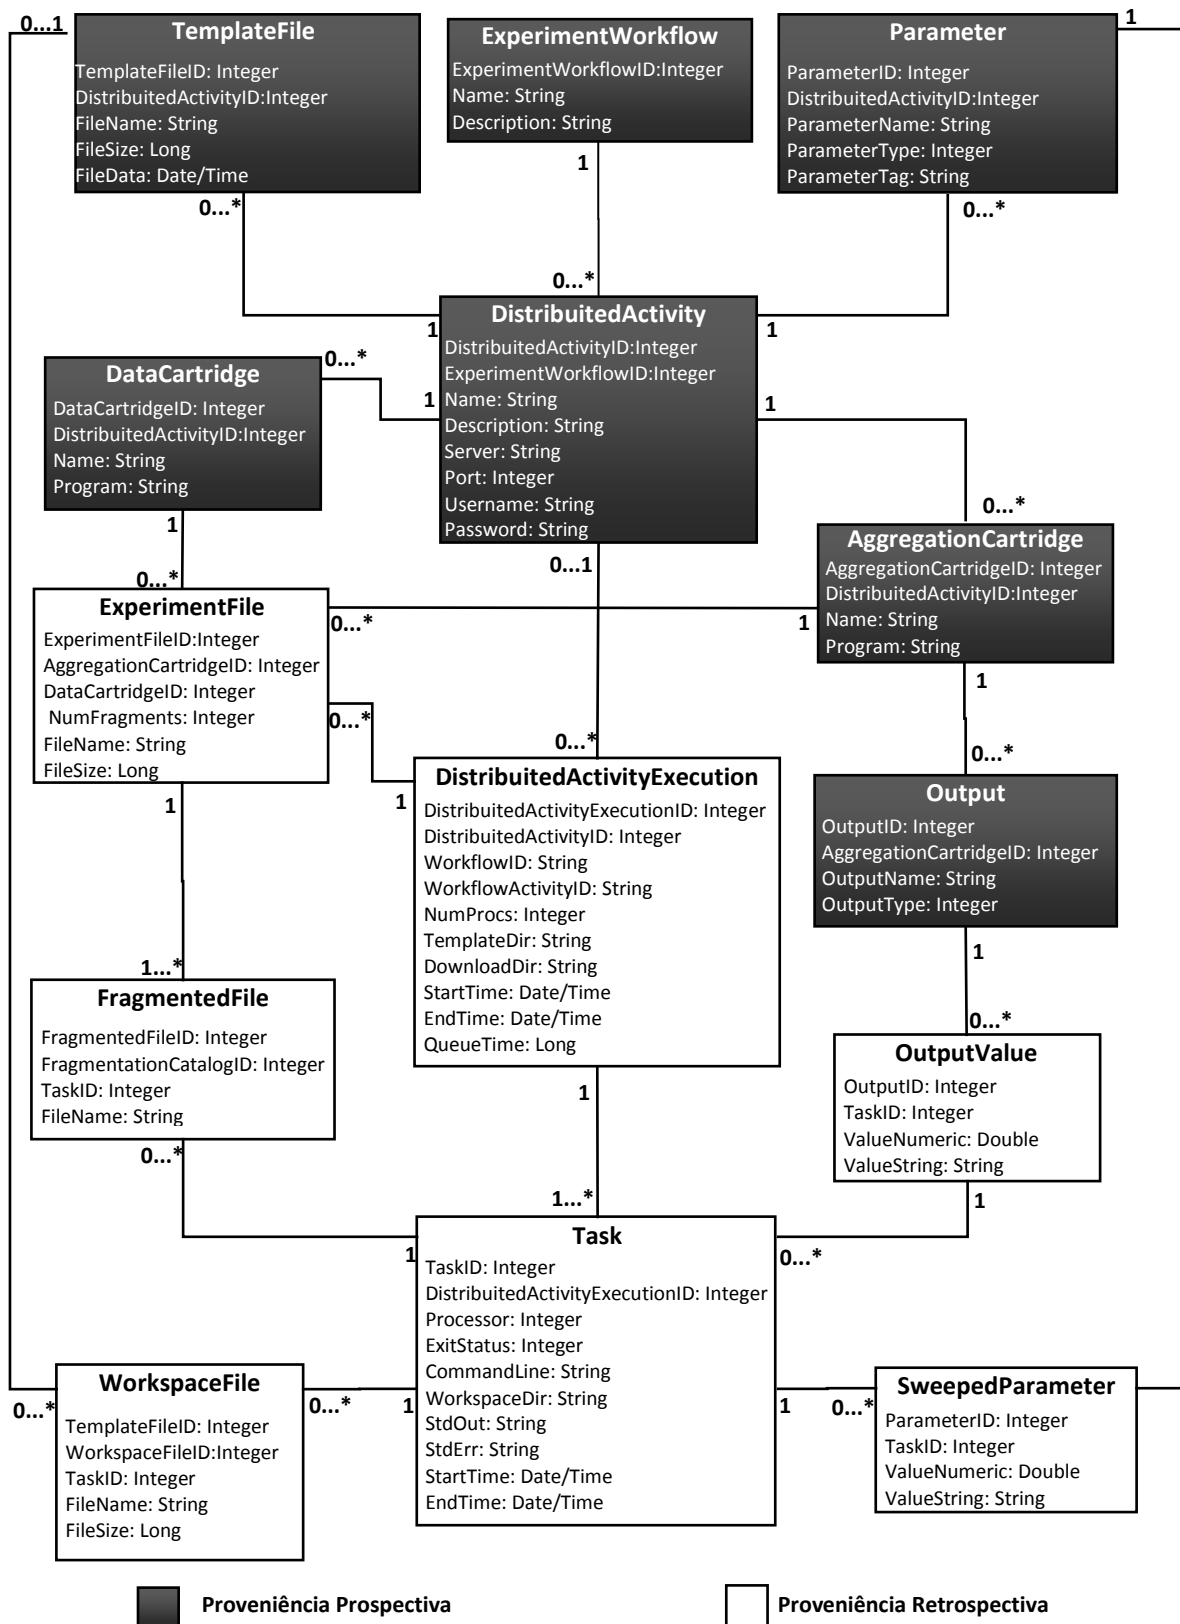 0...1
TemplateFile
TemplateFileID: Integer
DistribuitedActivityID:Integer
FileName: String
FileSize: Long
FileData: Date/Time
0...*
ExperimentWorkflow
ExperimentWorkflowID:Integer
Name: String
Description: String
1
0...*
Parameter
ParameterID: Integer
DistribuitedActivityID:Integer
ParameterName: String
ParameterType: Integer
ParameterTag: String
1
0...*
DistribuitedActivity
DistribuitedActivityID:Integer
ExperimentWorkflowID:Integer
Name: String
Description: String
Server: String
Port: Integer
Username: String
Password: String
1
1
1
1
0...1
DataCartridge
DataCartridgeID: Integer
DistribuitedActivityID:Integer
Name: String
Program: String
0...*
1
0...*
0...*
AggregationCartridge
AggregationCartridgeID: Integer
DistribuitedActivityID:Integer
Name: String
Program: String
1
1
ExperimentFile
ExperimentFileID:Integer
AggregationCartridgeID: Integer
DataCartridgeID: Integer
NumFragments: Integer
FileName: String
FileSize: Long
0...*
0...*
1
0...*
DistribuitedActivityExecution
DistribuitedActivityExecutionID: Integer
DistribuitedActivityID: Integer
WorkflowID: String
WorkflowActivityID: String
NumProcs: Integer
TemplateDir: String
DownloadDir: String
StartTime: Date/Time
EndTime: Date/Time
QueueTime: Long
1
1
0...*
Output
OutputID: Integer
AggregationCartridgeID: Integer
OutputName: String
OutputType: Integer
1
1...*
FragmentedFile
FragmentedFileID: Integer
FragmentationCatalogID: Integer
TaskID: Integer
FileName: String
0...*
0...*
OutputValue
OutputID: Integer
TaskID: Integer
ValueNumeric: Double
ValueString: String
1
1...*
Task
TaskID: Integer
DistribuitedActivityExecutionID: Integer
Processor: Integer
ExitStatus: Integer
CommandLine: String
WorkspaceDir: String
StdOut: String
StdErr: String
StartTime: Date/Time
EndTime: Date/Time
1
0...*
1
1
0...*
WorkspaceFile
TemplateFileID: Integer
WorkspaceFileID:Integer
TaskID: Integer
FileName: String
FileSize: Long
0...*
0...*
SweepedParameter
ParameterID: Integer
TaskID: Integer
ValueNumeric: Double
ValueString: String
Proveniência Prospectiva
Proveniência Retrospectiva